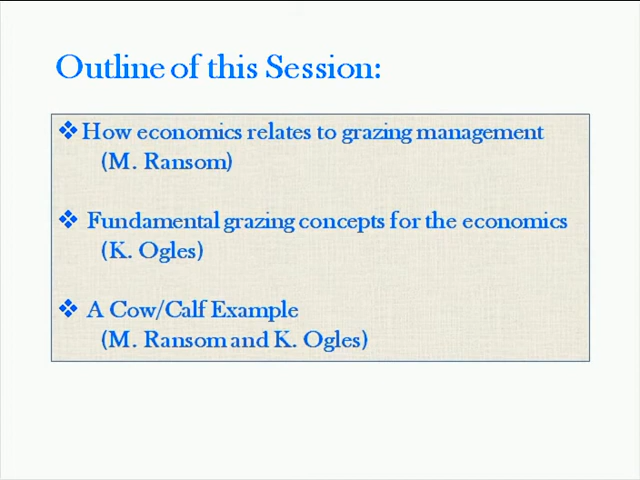 Outline of this Session:
❖ How economics relates to grazing management
(M. Ransom)
❖ Fundamental grazing concepts for the economics
(K. Ogles)
❖ A Cow/Calf Example
(M. Ransom and K. Ogles)